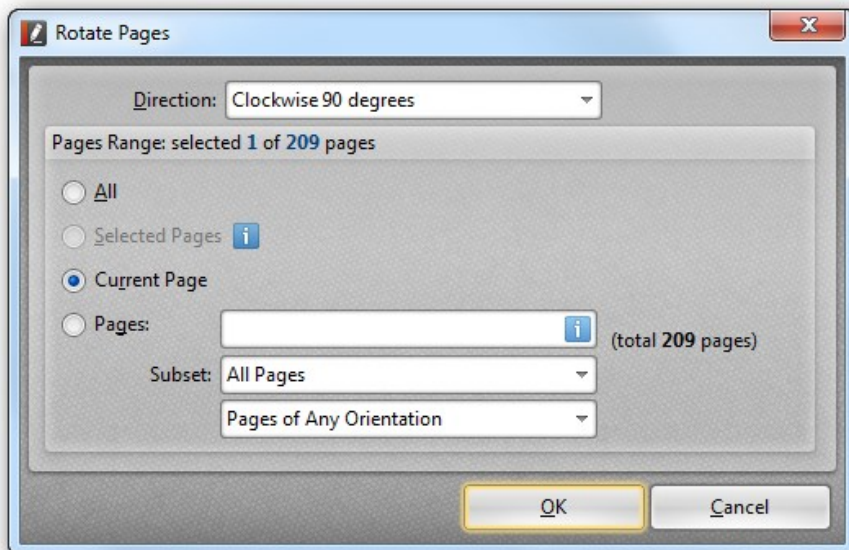 Rotate Pages
Direction: Clockwise 90 degrees
Pages Range: selected 1 of 209 pages
All
Selected Pages i
Current Page
Pages: i (total 209 pages)
Subset: All Pages
Pages of Any Orientation
OK Cancel